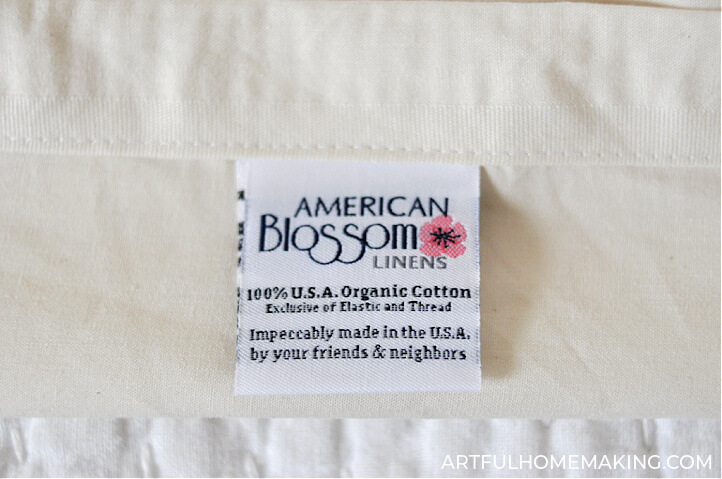 AMERICAN
Blossom
LINENS
100% U.S.A. Organic Cotton
Exclusive of Elastic and Thread
Impeccably made in the U.S.A.
by your friends & neighbors
ARTFULHOMEMAKING.COM